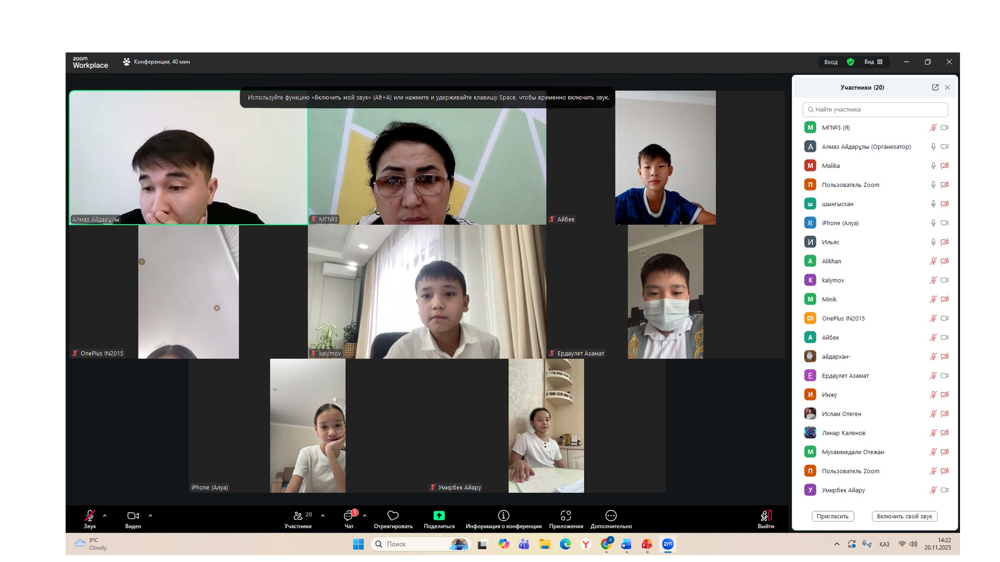 zoom
Workplace
Конференция, 40 мин
Вход
Вид
Используйте функцию «Включить мой звук» (Alt+A) или нажмите и удерживайте клавишу Space, чтобы временно включить звук.
Алмаз Айдарұлы
МГ№3
Айбек
OnePlus IN2015
kalymov
Ердаулет Азамат
iPhone (Алуа)
Умирбек Айару
Участники (20)
Найти участника
М МГ№3 (Я)
А Алмаз Айдарұлы (Организатор)
M Malika
П Пользователь Zoom
ш шынгысхан
I( iPhone (Алуа)
И Ильяс
A Alikhan
K kalymov
M Minik
OI OnePlus IN2015
А Айбек
айдархан-
Е Ердаулет Азамат
И Инжу
Ислам Отеген
Линар Каленов
М Мухаммедали Отежан
П Пользователь Zoom
У Умирбек Айару
Пригласить
Включить свой звук
Звук
Видео
20
Участники
1
Чат
Отреагировать
Поделиться
Информация о конференции
Приложения
Дополнительно
Выйти
3°C
Cloudy
Поиск
A
W
P
zm
ҚАЗ
14:22
20.11.2025